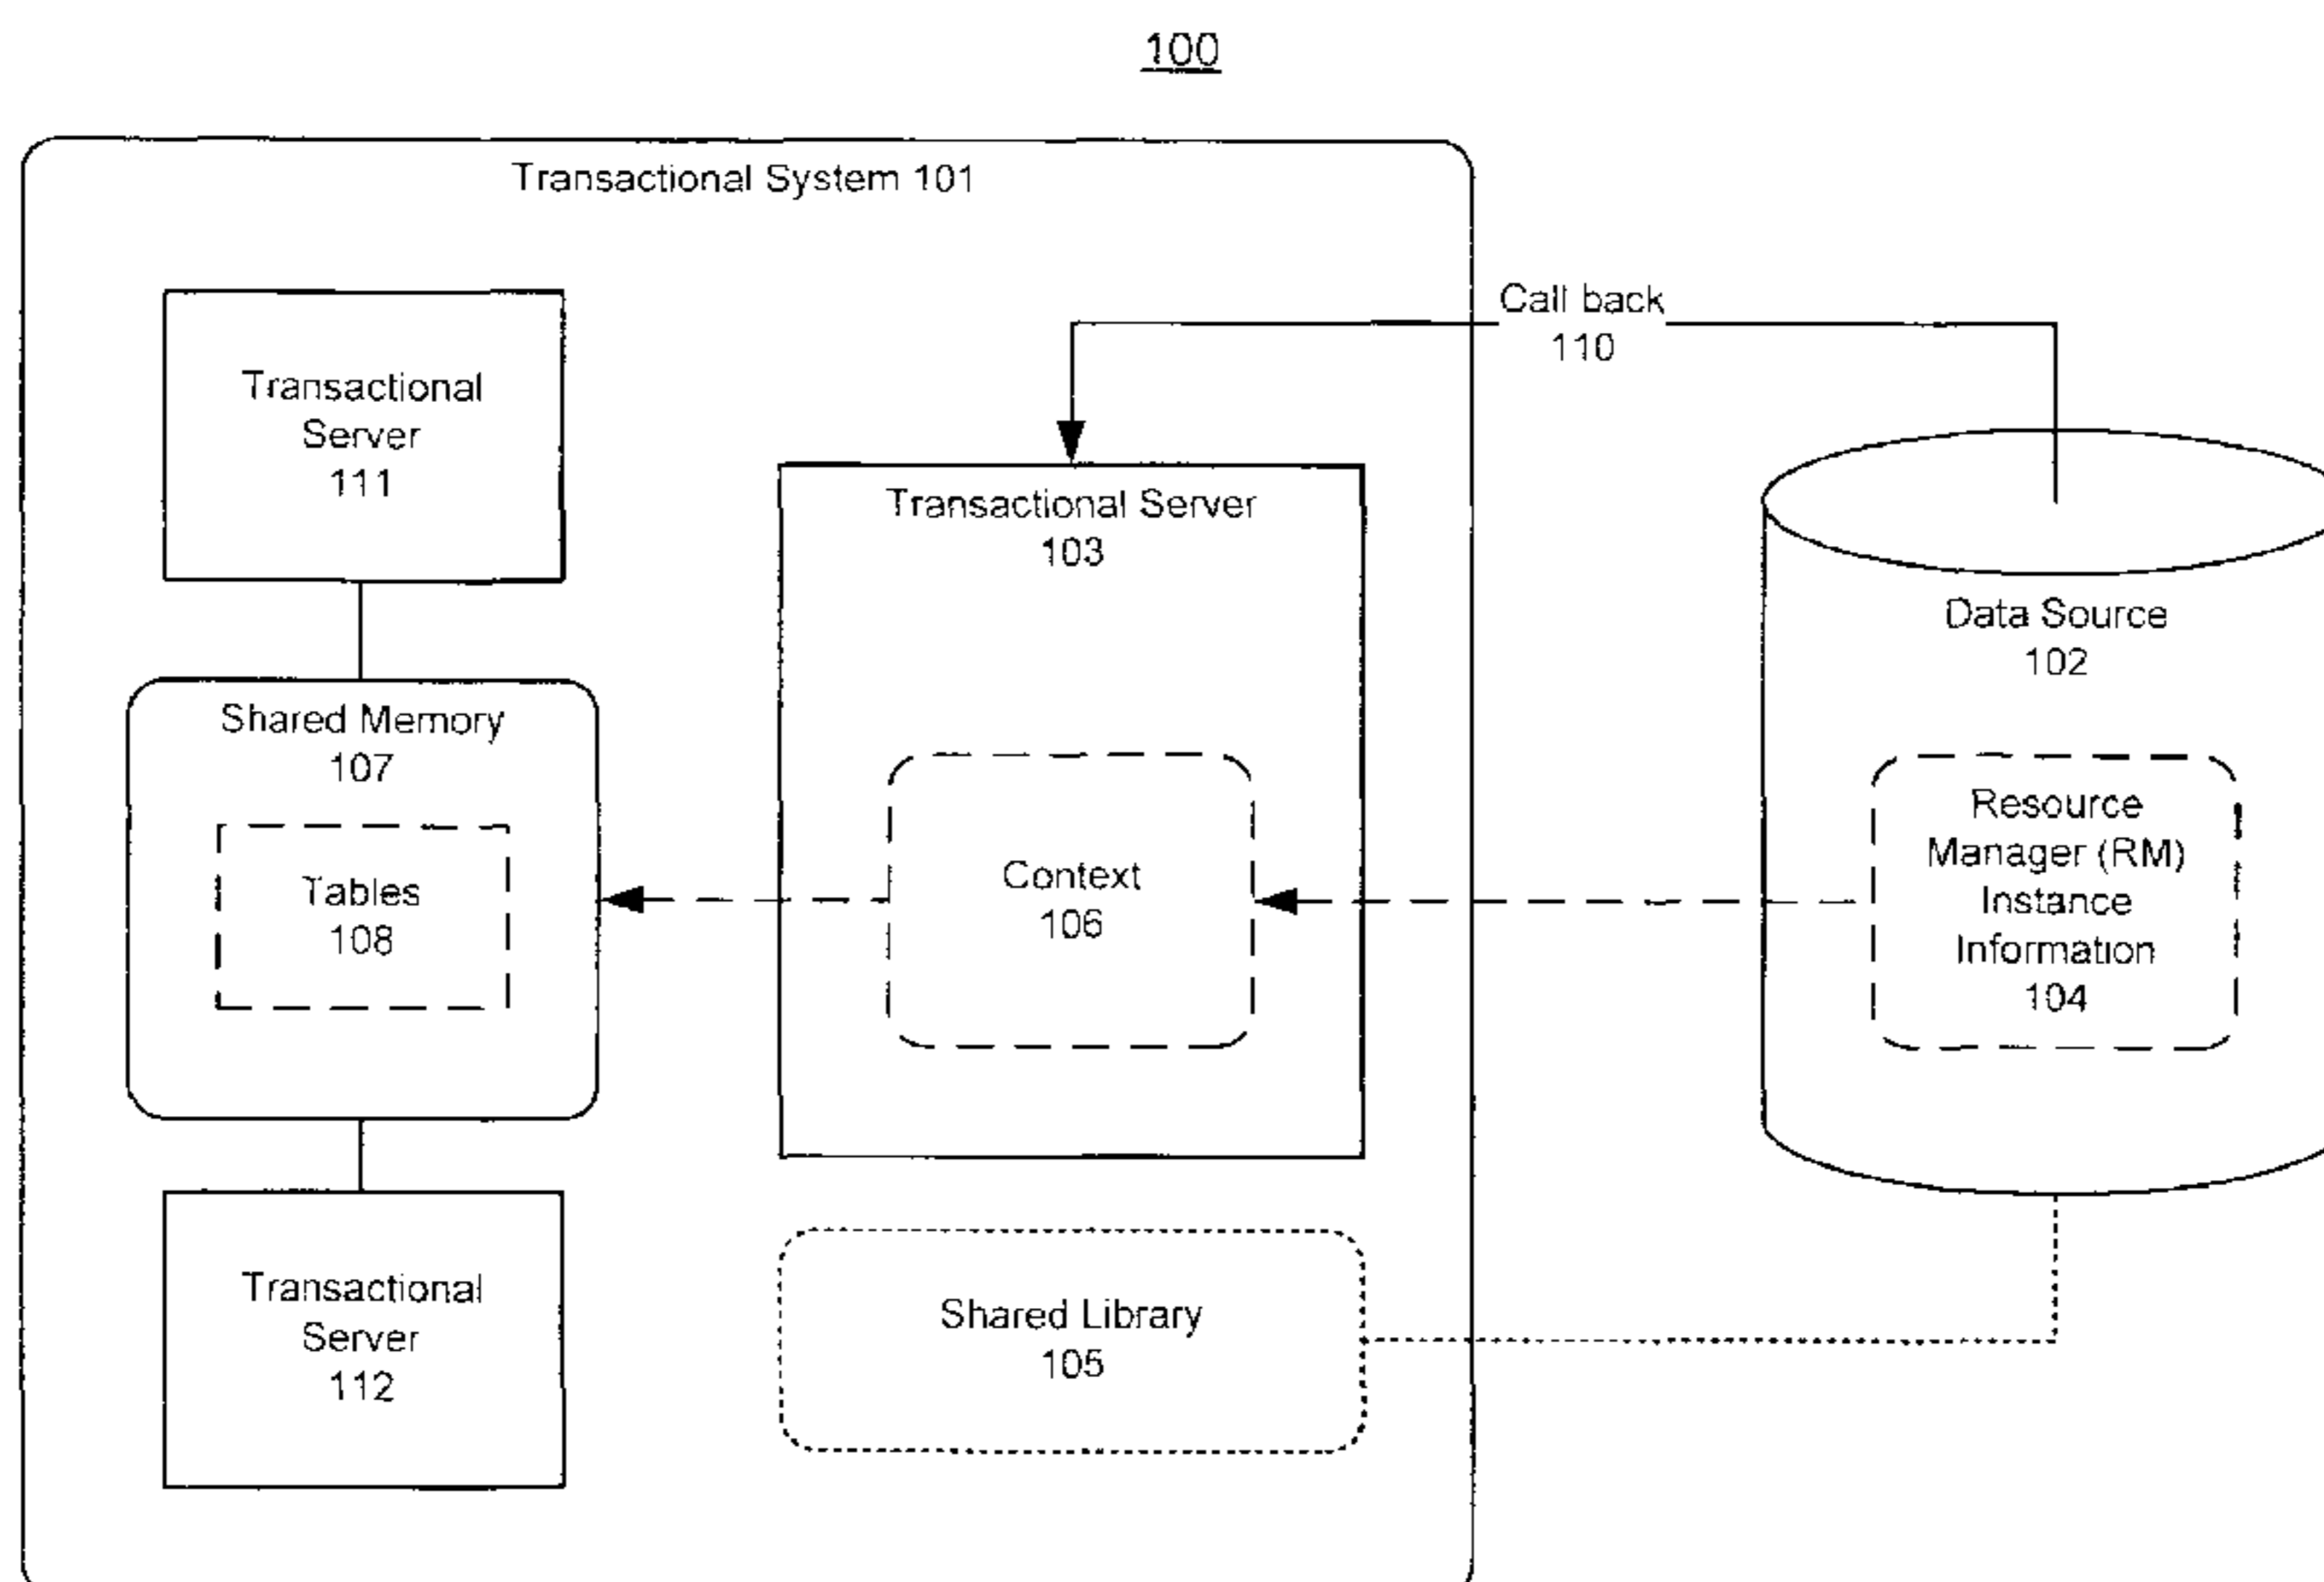 100
Transactional System 101
Call back
110
Transactional
Server
111
Transactional Server
103
Data Source
102
Shared Memory
107
Tables
108
Context
106
Resource
Manager (RM)
Instance
Information
104
Transactional
Server
112
Shared Library
105